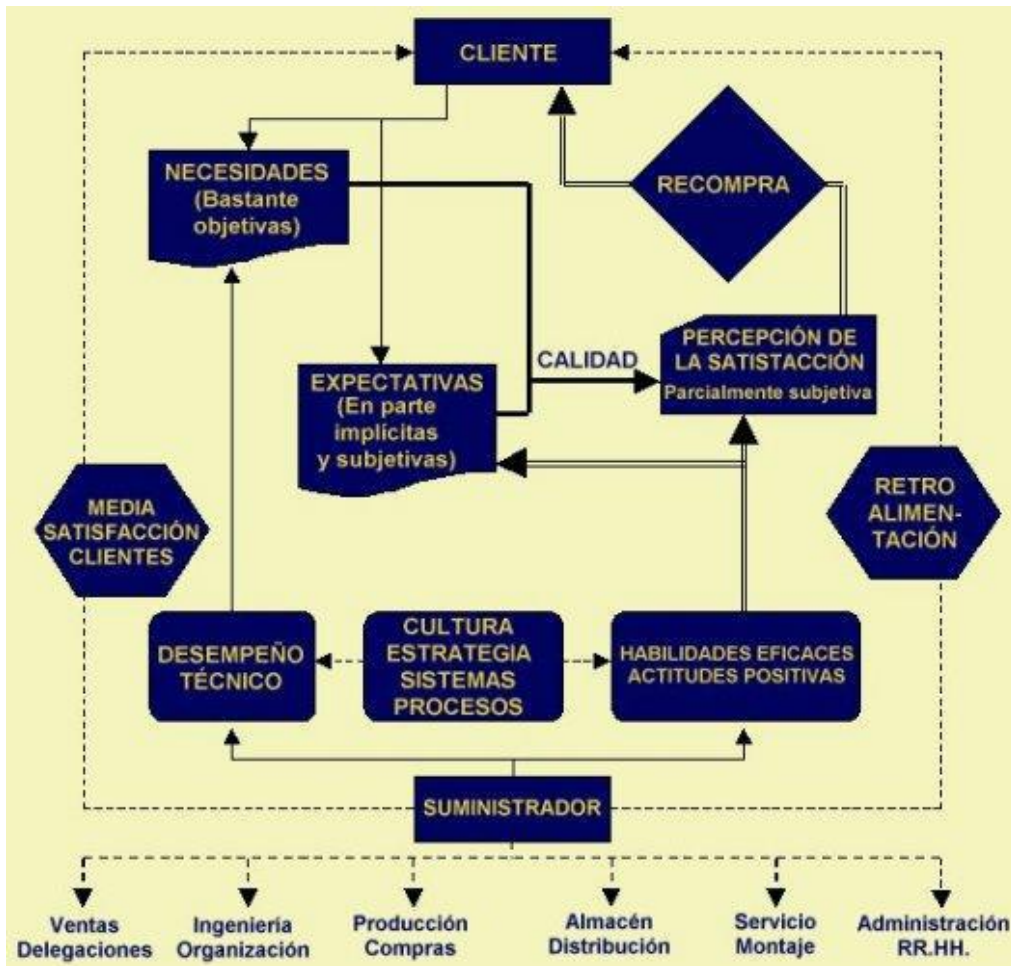 CLIENTE
NECESIDADES
(Bastante
objetivas)
RECOMPRA
CALIDAD
PERCEPCIÓN DE
LA SATISTACCIÓN
Parcialmente subjetiva
EXPECTATIVAS
(En parte
implícitas
y subjetivas)
MEDIA
SATISFACCIÓN
CLIENTES
RETRO
ALIMEN-
TACIÓN
DESEMPEÑO
TÉCNICO
CULTURA
ESTRATEGIA
SISTEMAS
PROCESOS
HABILIDADES EFICACES
ACTITUDES POSITIVAS
SUMINISTRADOR
Ventas
Delegaciones
Ingeniería
Organización
Producción
Compras
Almacén
Distribución
Servicio
Montaje
Administración
RR.HH.